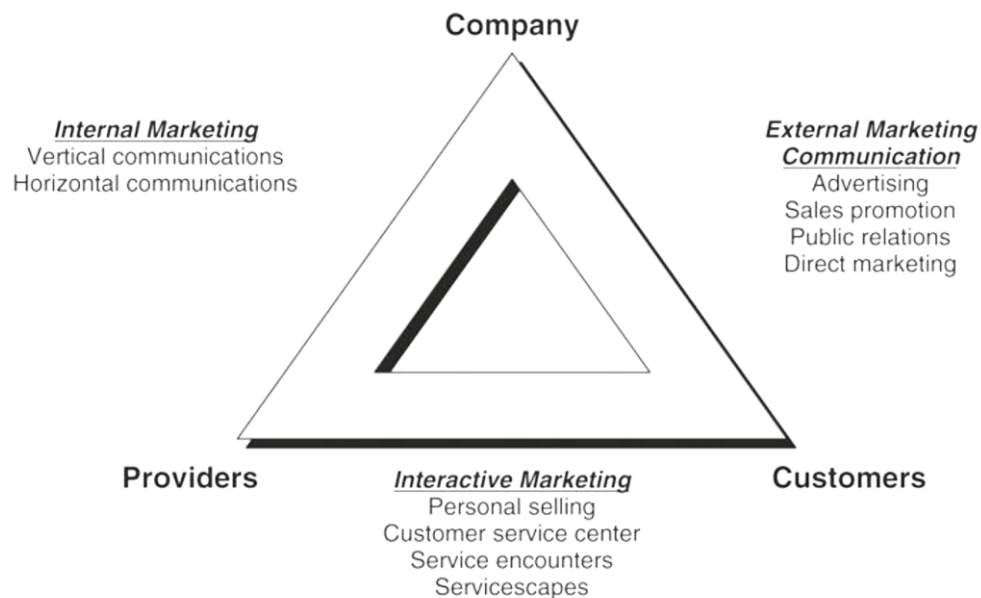 Company
Internal Marketing
Vertical communications
Horizontal communications
External Marketing
Communication
Advertising
Sales promotion
Public relations
Direct marketing
Providers
Customers
Interactive Marketing
Personal selling
Customer service center
Service encounters
Servicescapes